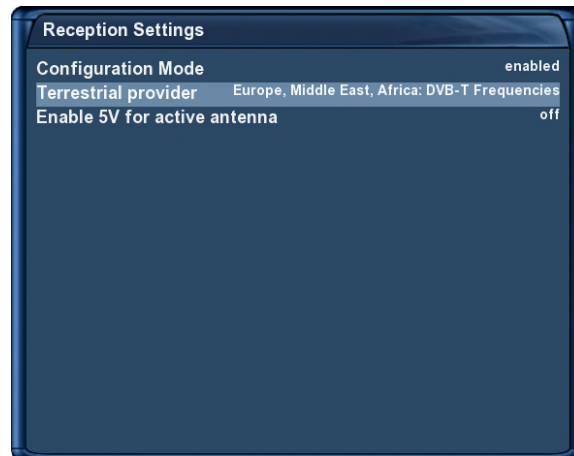 Reception Settings
Configuration Mode enabled
Terrestrial provider Europe, Middle East, Africa: DVB-T Frequencies
Enable 5V for active antenna off